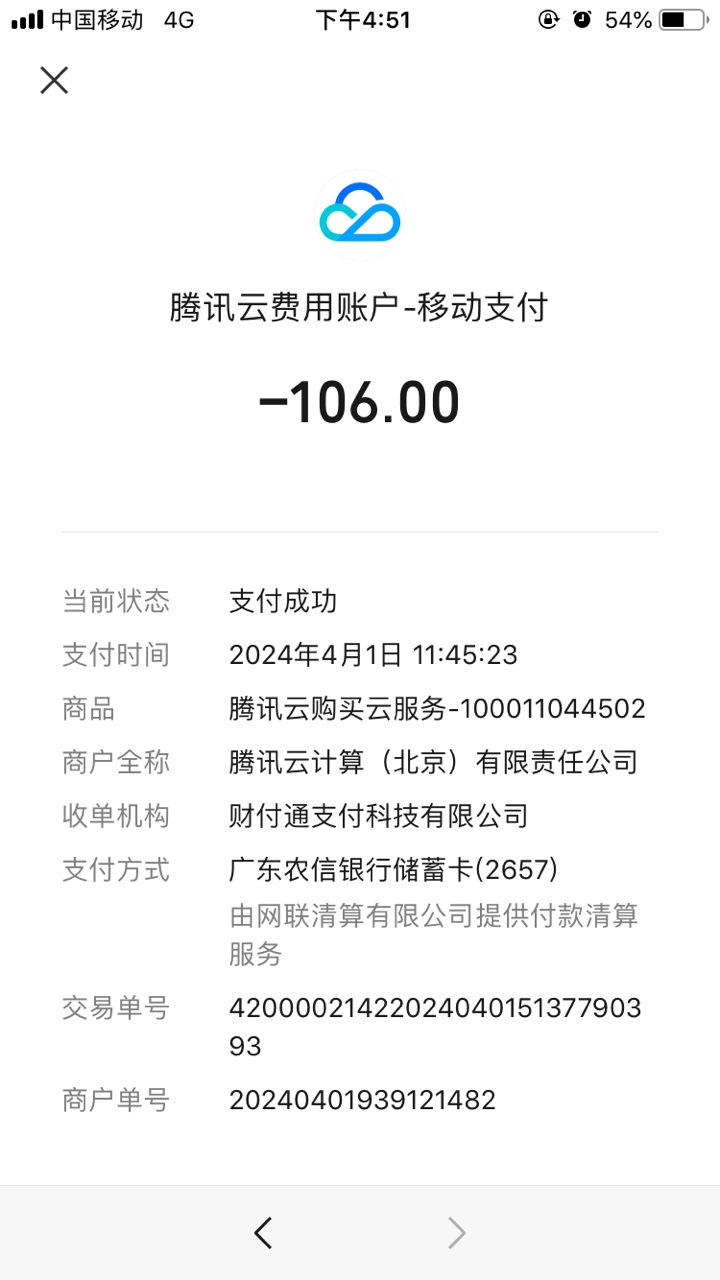 中国移动 4G 下午4:51 54%
腾讯云费用账户-移动支付
-106.00
当前状态 支付成功
支付时间 2024年4月1日 11:45:23
商品 腾讯云购买云服务-100011044502
商户全称 腾讯云计算（北京）有限责任公司
收单机构 财付通支付科技有限公司
支付方式 广东农信银行储蓄卡(2657)
由网联清算有限公司提供付款清算
服务
交易单号 42000021422024040151377903
93
商户单号 20240401939121482